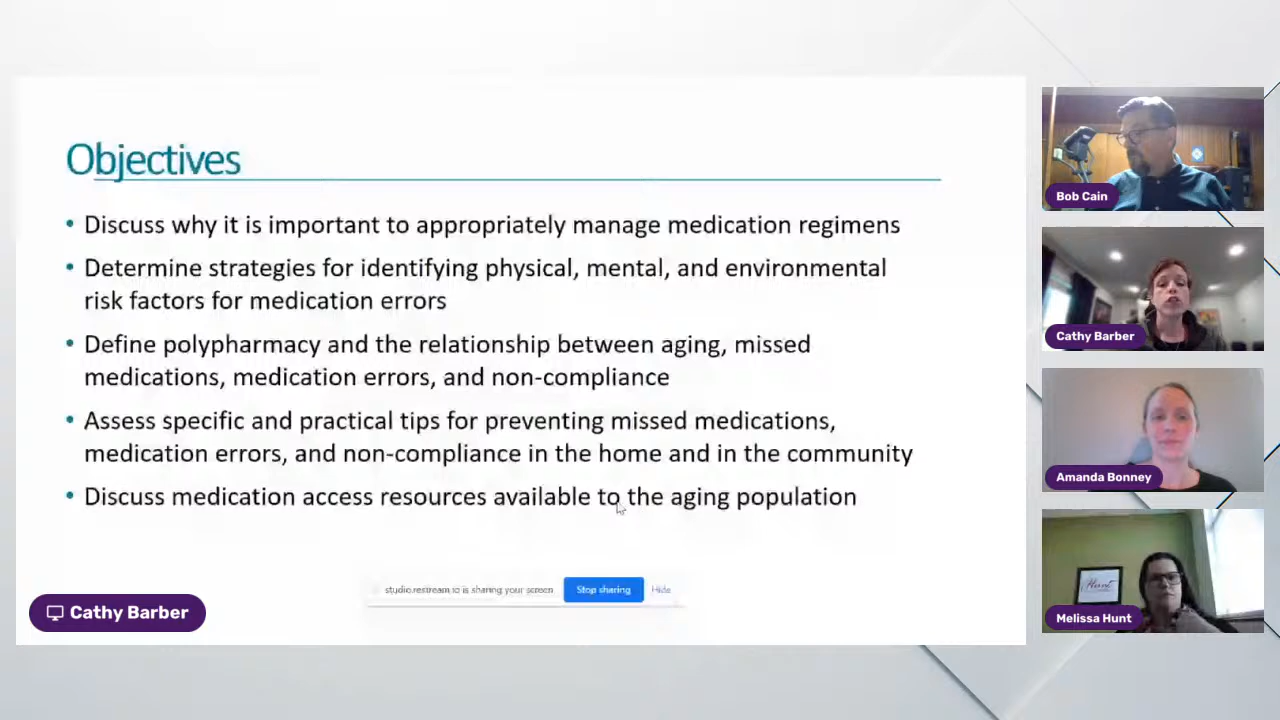 Objectives
• Discuss why it is important to appropriately manage medication regimens
• Determine strategies for identifying physical, mental, and environmental
risk factors for medication errors
• Define polypharmacy and the relationship between aging, missed
medications, medication errors, and non-compliance
• Assess specific and practical tips for preventing missed medications,
medication errors, and non-compliance in the home and in the community
• Discuss medication access resources available to the aging population
studio.restream.io is sharing your screen
Stop sharing
Hide
Cathy Barber
Bob Cain
Cathy Barber
Amanda Bonney
Hunt
Melissa Hunt